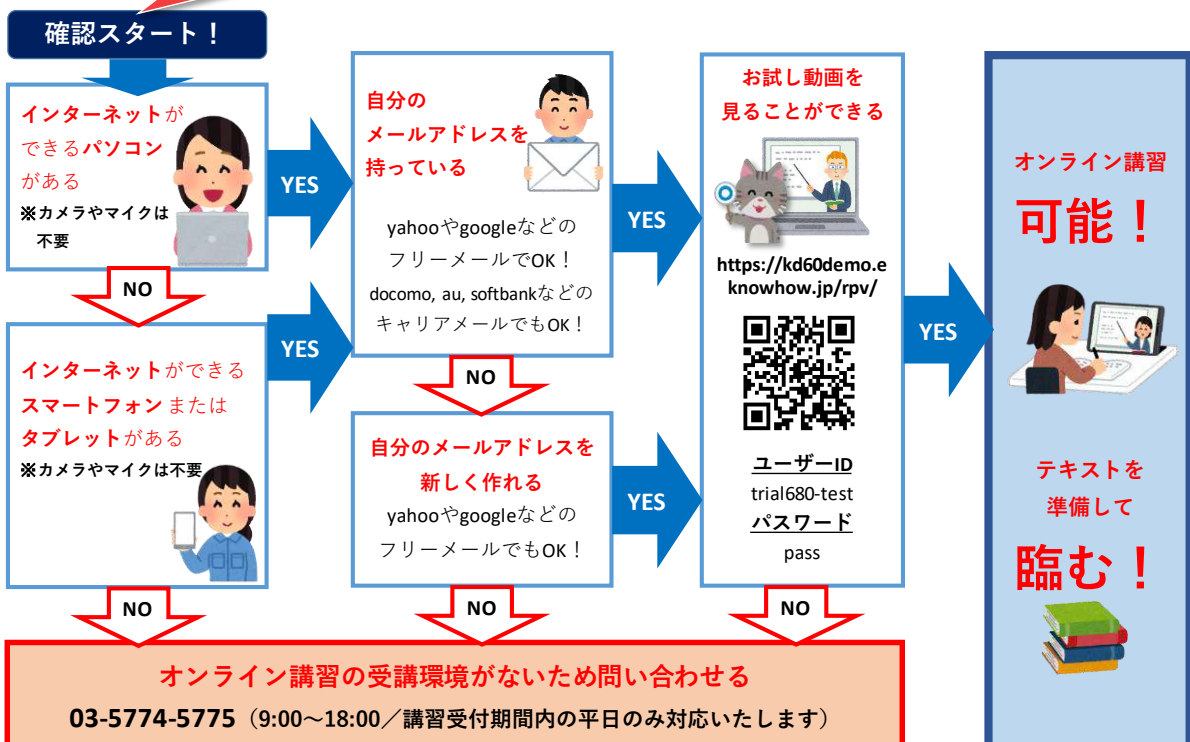 確認スタート！
インターネットが
できるパソコン
がある
※カメラやマイクは
不要
YES
NO
インターネットができる
スマートフォン または
タブレットがある
※カメラやマイクは不要
YES
NO
自分の
メールアドレスを
持っている
yahooやgoogleなどの
フリーメールでOK！
docomo, au, softbankなどの
キャリアメールでもOK！
YES
NO
自分のメールアドレスを
新しく作れる
yahooやgoogleなどの
フリーメールでもOK！
YES
NO
お試し動画を
見ることができる
https://kd60demo.e
knowhow.jp/rpv/
ユーザーID
trial680-test
パスワード
pass
YES
NO
オンライン講習
可能！
テキストを
準備して
臨む！
オンライン講習の受講環境がないため問い合わせる
03-5774-5775（9:00～18:00／講習受付期間内の平日のみ対応いたします）